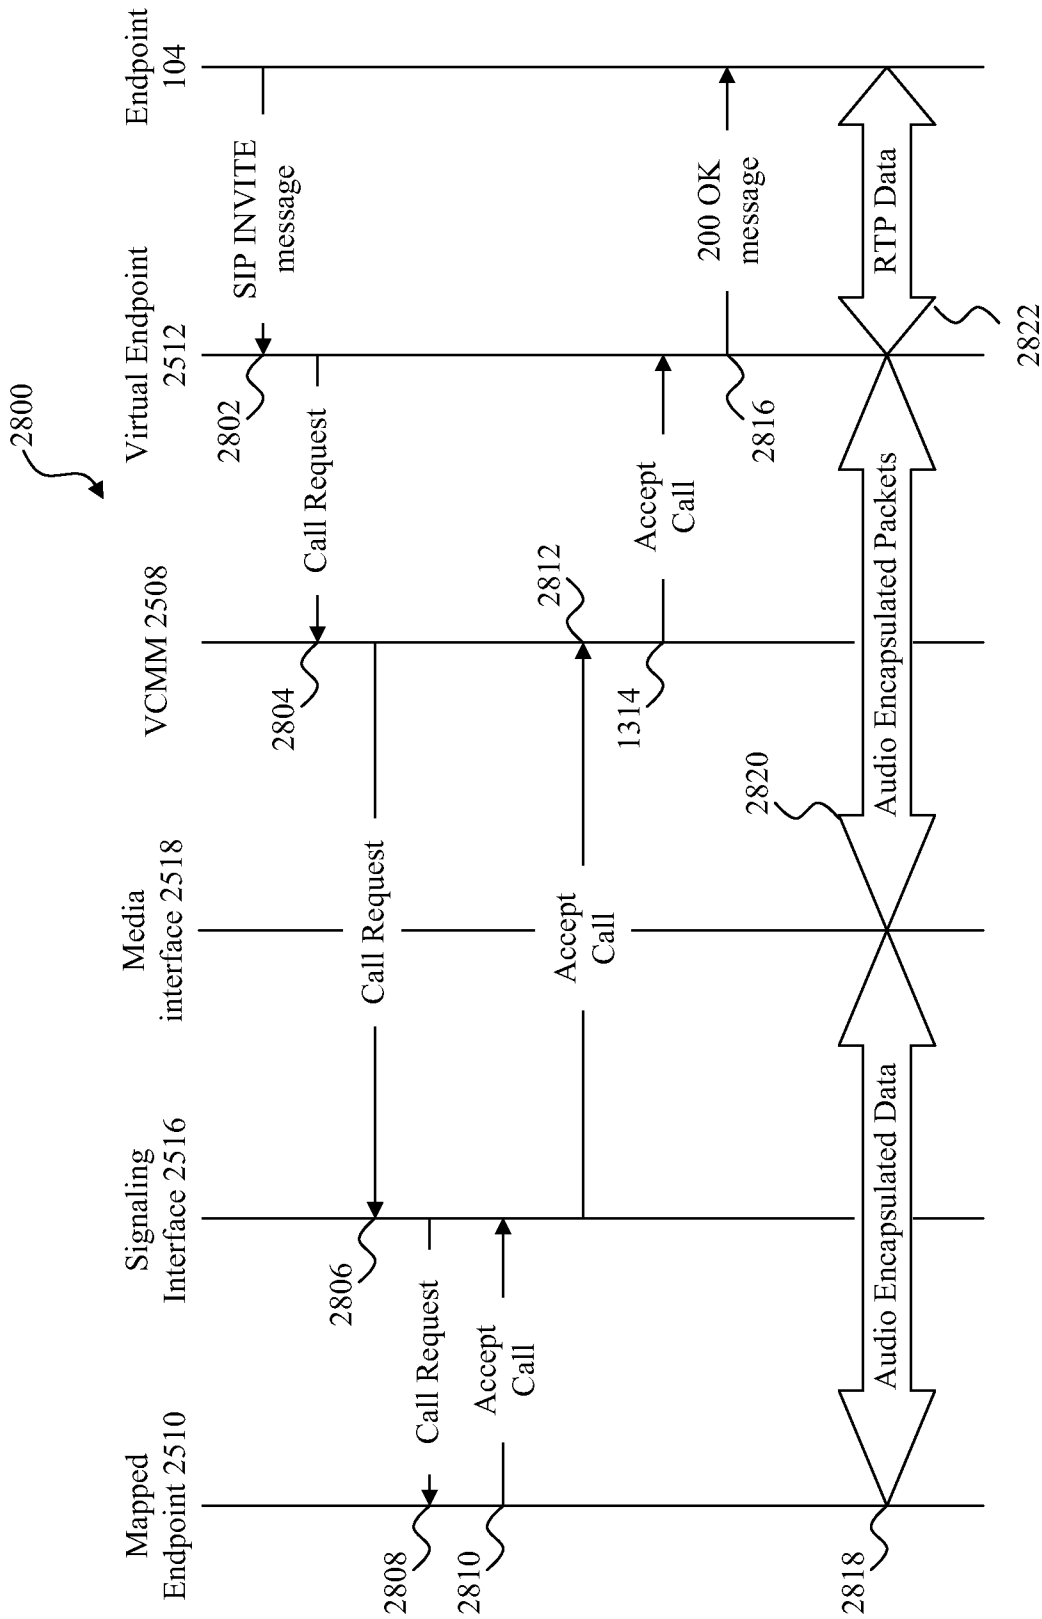 2800
Mapped
Endpoint 2510
Signaling
Interface 2516
Media
interface 2518
VCMM 2508
Virtual Endpoint
2512
Endpoint
104
SIP INVITE
message
2802
Call Request
2804
Call Request
2806
Call Request
2808
Accept
Call
2810
Accept
Call
2812
Accept
Call
1314
200 OK
message
2816
Audio Encapsulated Data
2818
Audio Encapsulated Packets
2820
RTP Data
2822